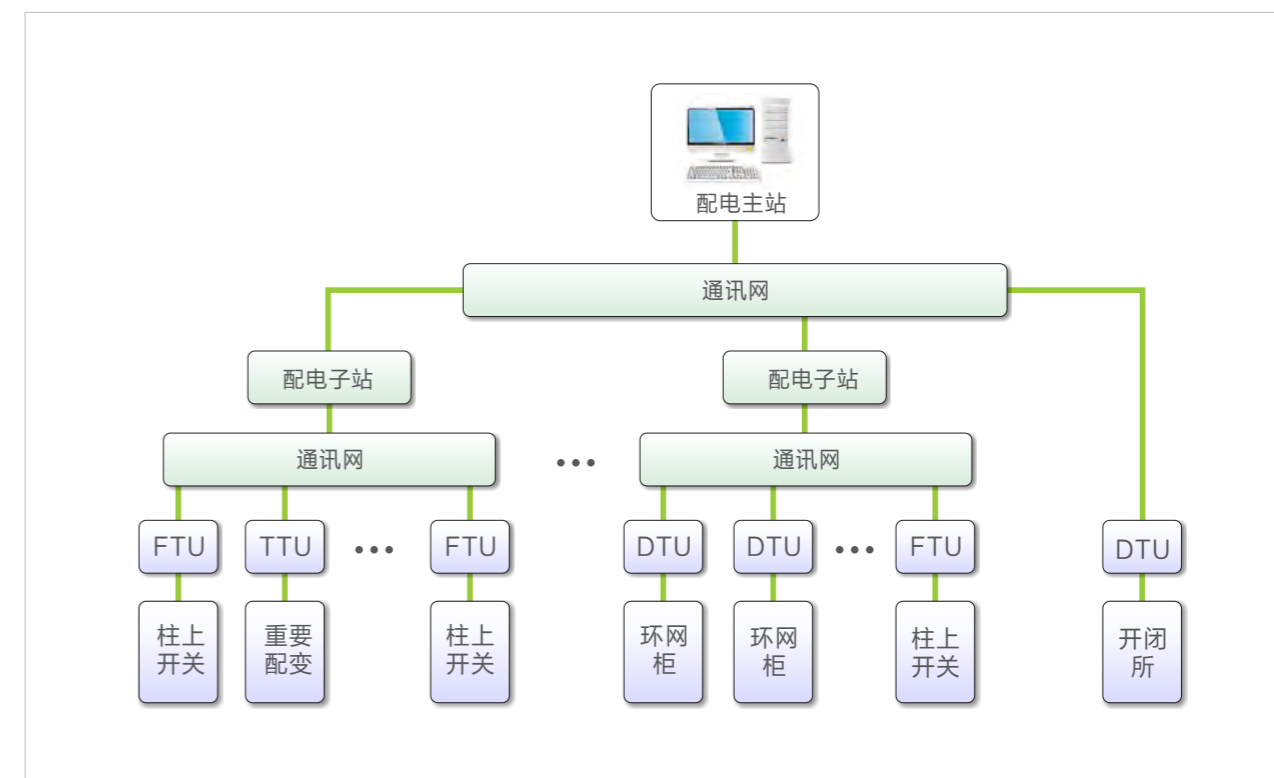 配电主站
通讯网
配电子站
配电子站
通讯网
•••
通讯网
FTU
TTU
•••
FTU
DTU
DTU
•••
FTU
DTU
柱上
开关
重要
配变
柱上
开关
环网
柜
环网
柜
柱上
开关
开闭
所